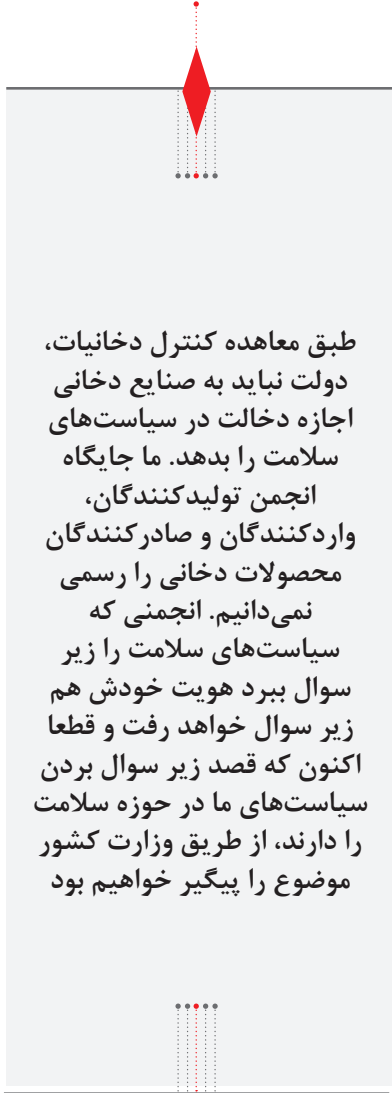 طبق معاهده کنترل دخانیات،
دولت نباید به صنایع دخانی
اجازه دخالت در سیاست‌های
سلامت را بدهد. ما جایگاه
انجمن تولیدکنندگان،
واردکنندگان و صادرکنندگان
محصولات دخانی را رسمی
نمی‌دانیم. انجمنی که
سیاست‌های سلامت را زیر
سوال ببرد هویت خودش هم
زیر سوال خواهد رفت و قطعا
اکنون که قصد زیر سوال بردن
سیاست‌های ما در حوزه سلامت
را دارند، از طریق وزارت کشور
موضوع را پیگیر خواهیم بود